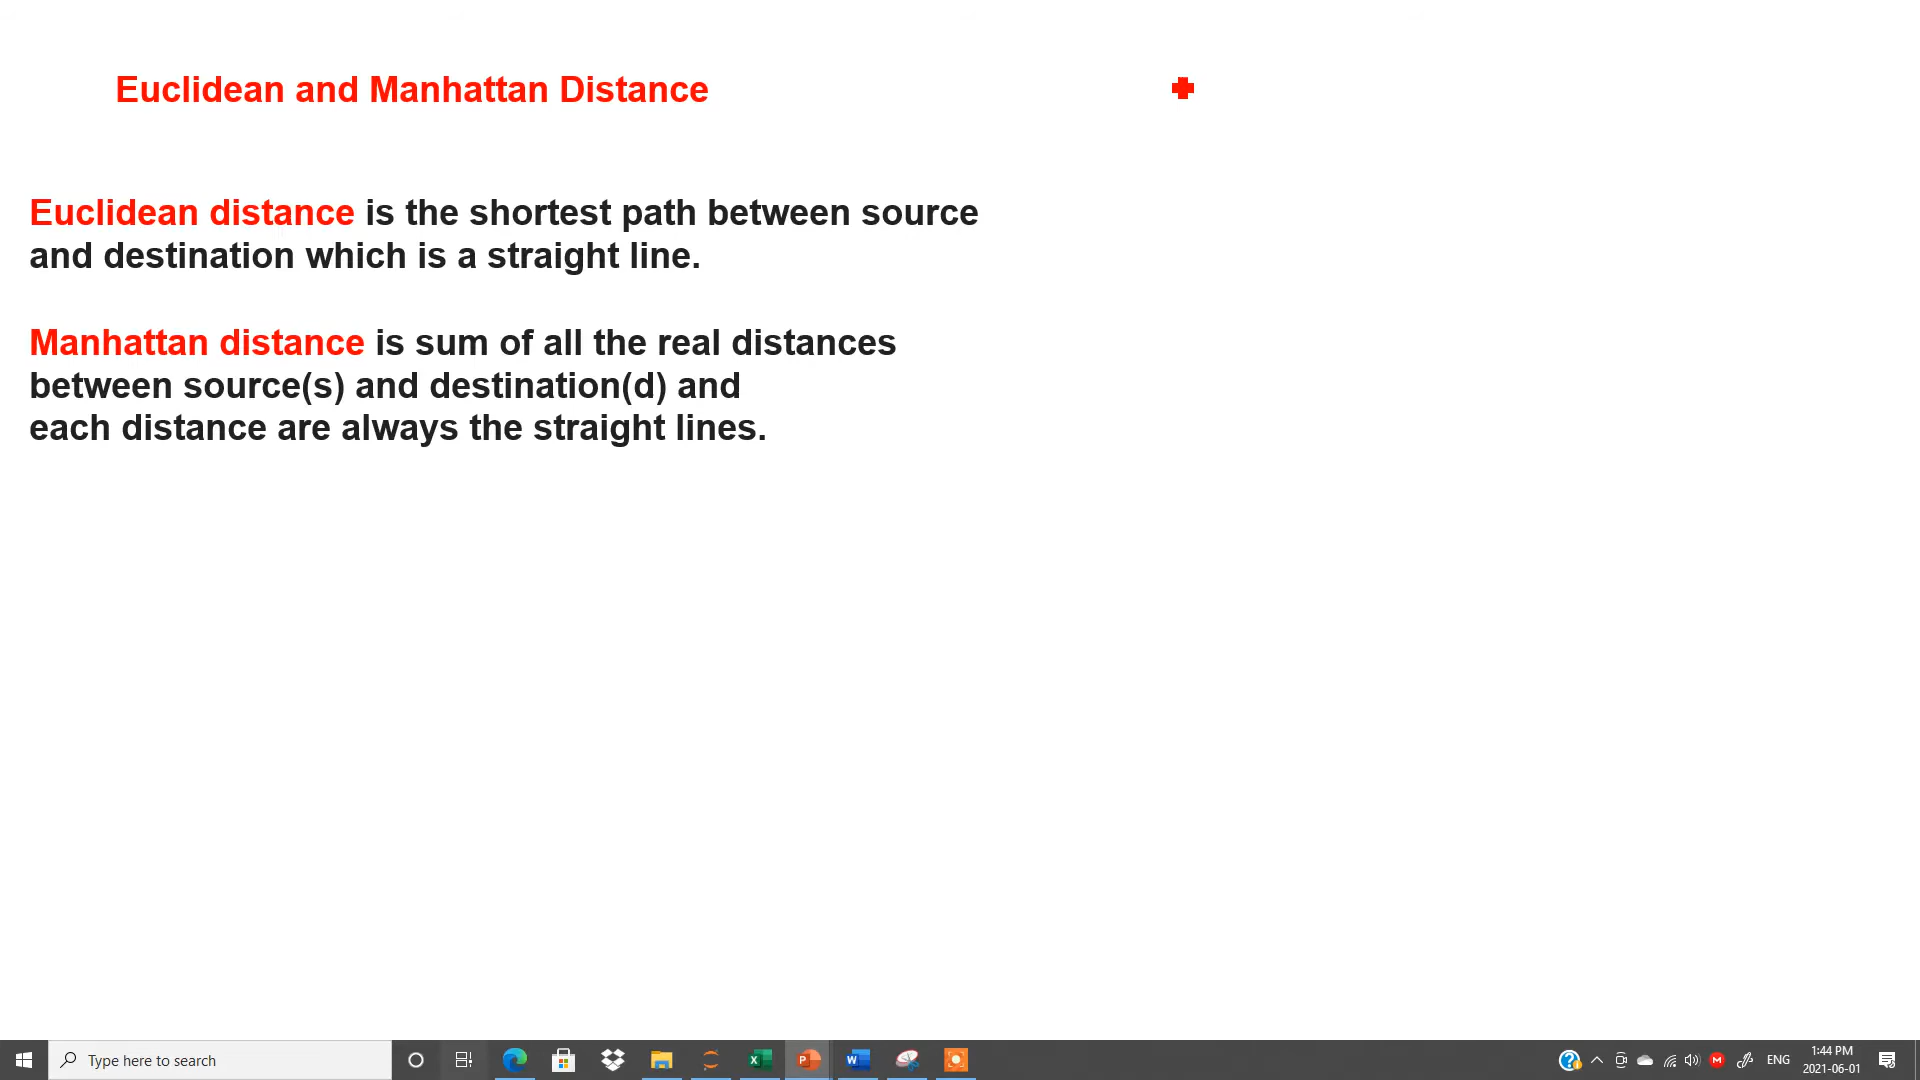 Euclidean and Manhattan Distance
Euclidean distance is the shortest path between source
and destination which is a straight line.
Manhattan distance is sum of all the real distances
between source(s) and destination(d) and
each distance are always the straight lines.
Type here to search
ENG
1:44 PM
2021-06-01